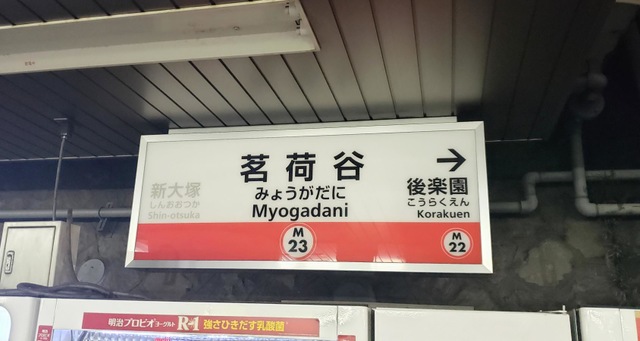 茗荷谷
みょうがだに
Myogadani
M
23
新大塚
しんおおつか
Shin-otsuka
→
後楽園
こうらくえん
Korakuen
M
22
明治プロビオヨーグルト R-1 強さひきだす乳酸菌